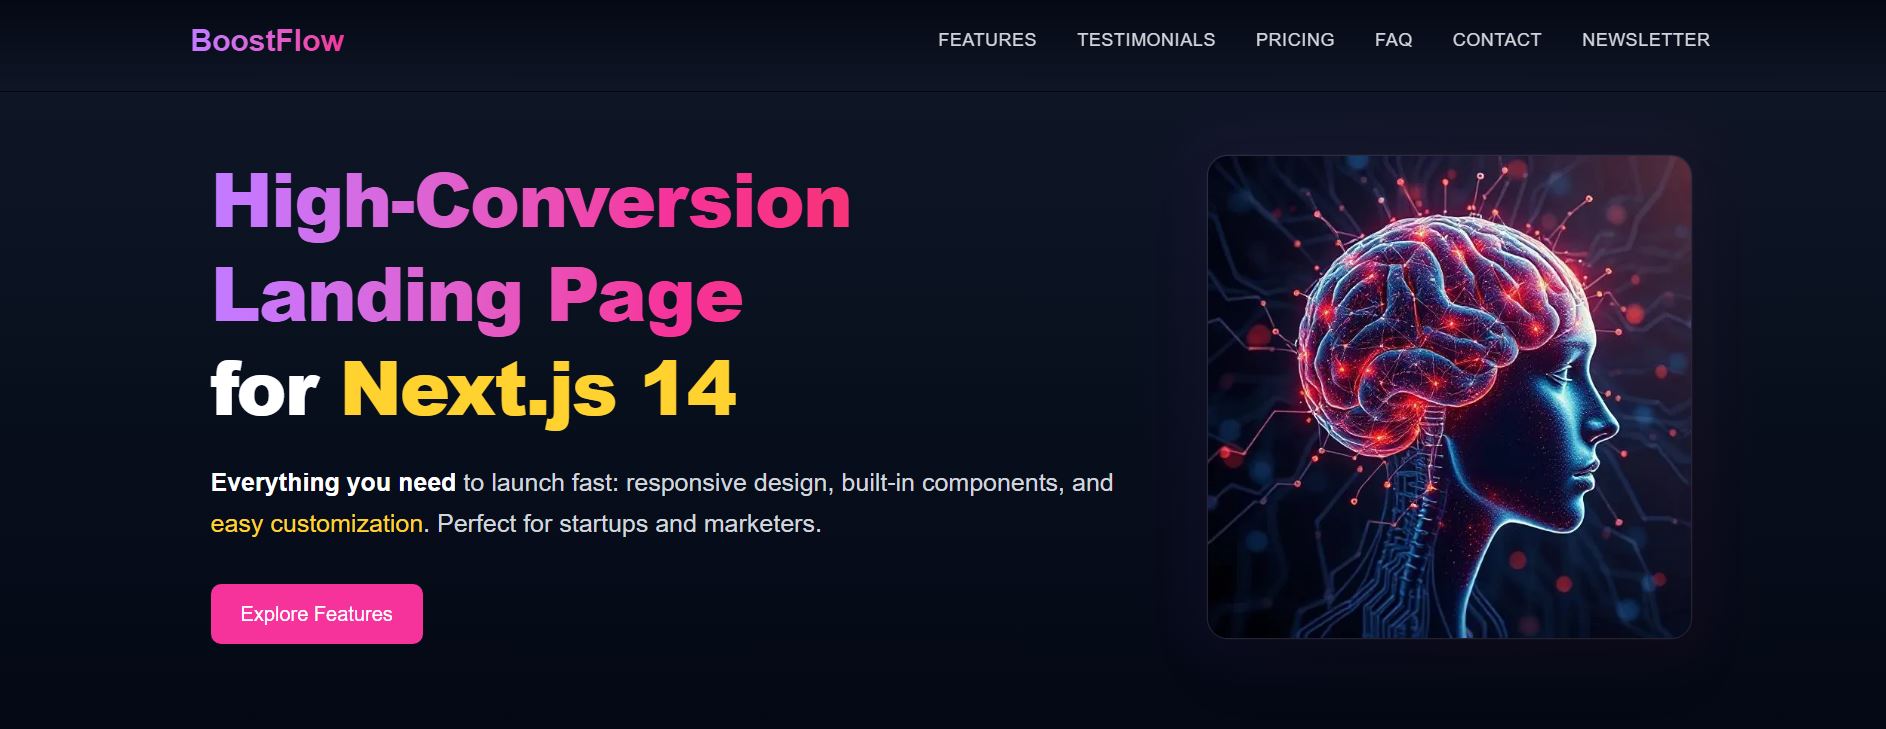 BoostFlow
FEATURES TESTIMONIALS PRICING FAQ CONTACT NEWSLETTER
High-Conversion
Landing Page
for Next.js 14
Everything you need to launch fast: responsive design, built-in components, and
easy customization. Perfect for startups and marketers.
Explore Features